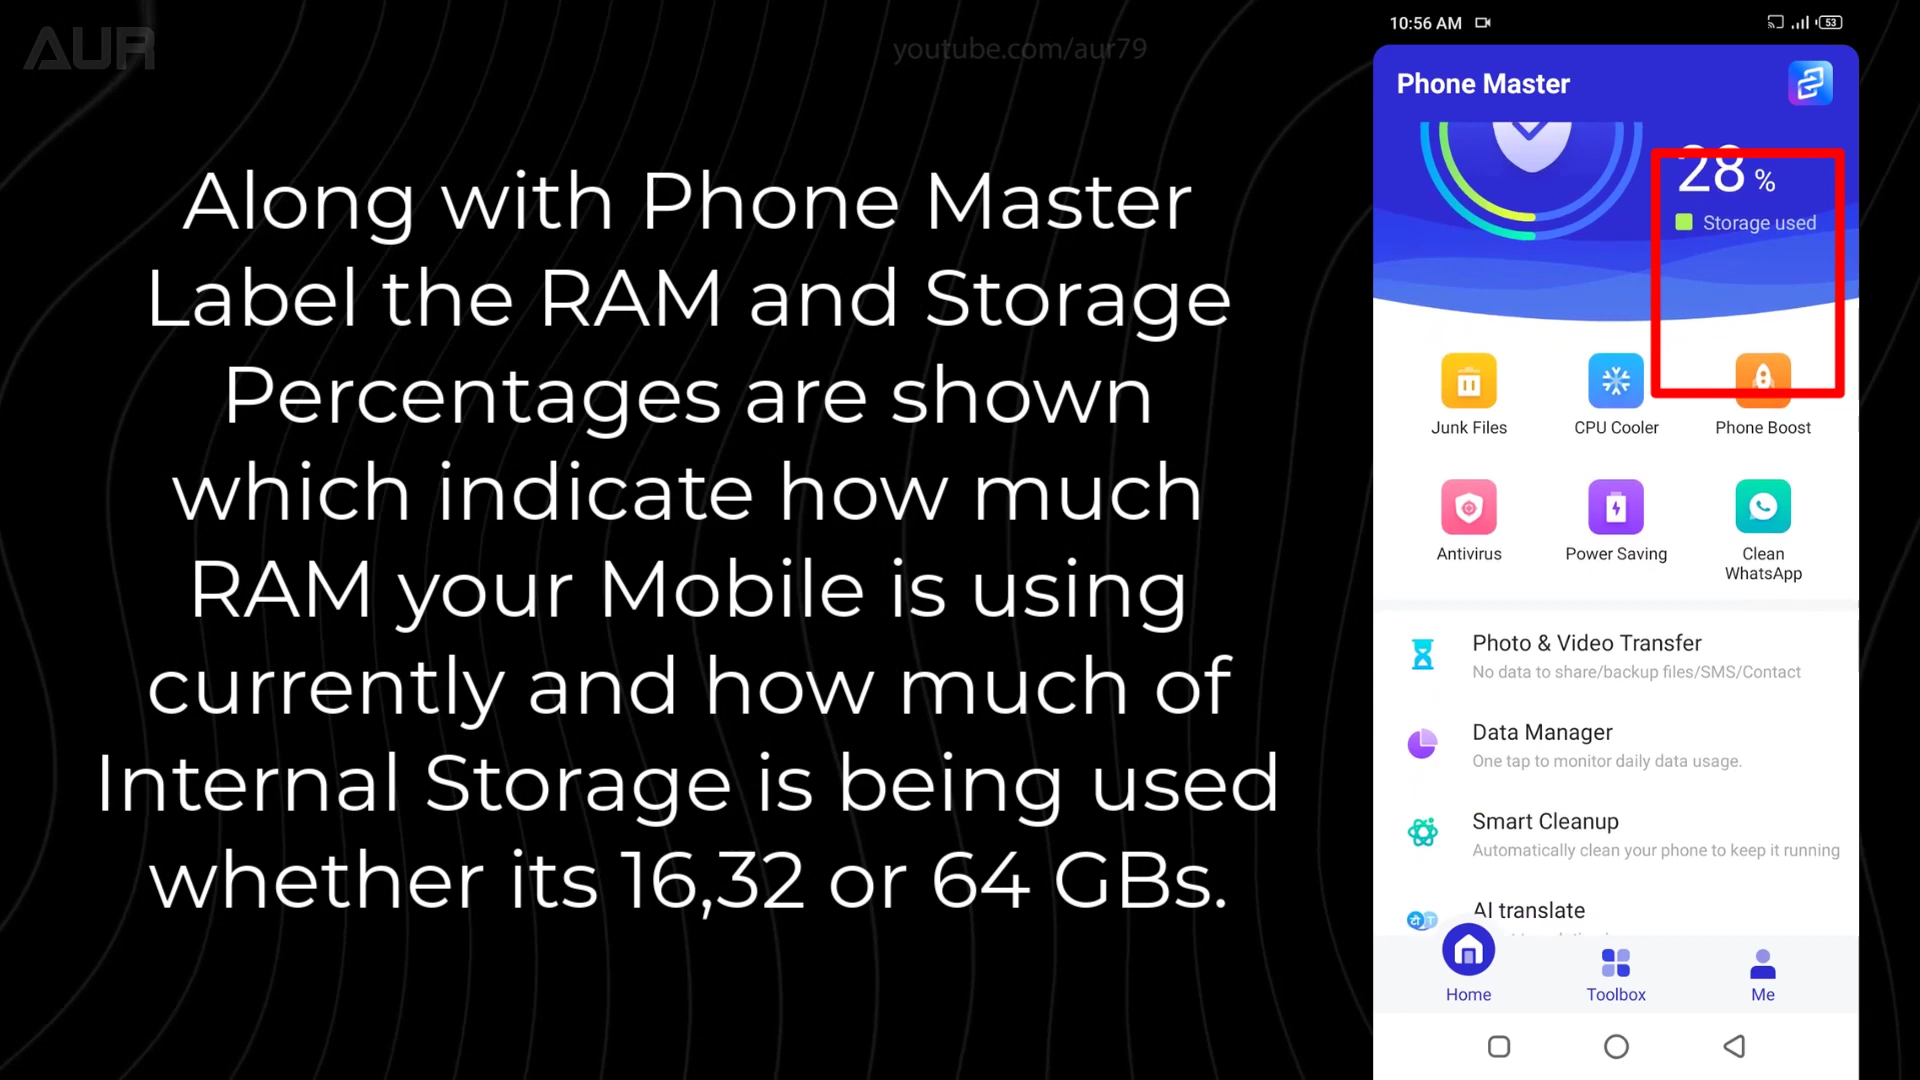 AUR
youtube.com/aur79
Along with Phone Master
Label the RAM and Storage
Percentages are shown
which indicate how much
RAM your Mobile is using
currently and how much of
Internal Storage is being used
whether its 16,32 or 64 GBs.
10:56 AM
53
Phone Master
28 %
Storage used
Junk Files
CPU Cooler
Phone Boost
Antivirus
Power Saving
Clean
WhatsApp
Photo & Video Transfer
No data to share/backup files/SMS/Contact
Data Manager
One tap to monitor daily data usage.
Smart Cleanup
Automatically clean your phone to keep it running
AI translate
Home
Toolbox
Me